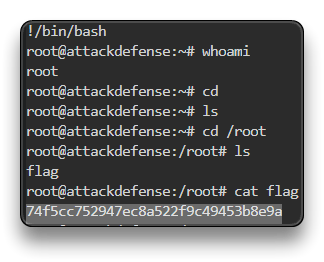 !/bin/bash
root@attackdefense:~# whoami
root
root@attackdefense:~# cd
root@attackdefense:~# ls
root@attackdefense:~# cd /root
root@attackdefense:/root# ls
flag
root@attackdefense:/root# cat flag
74f5cc752947ec8a522f9c49453b8e9a